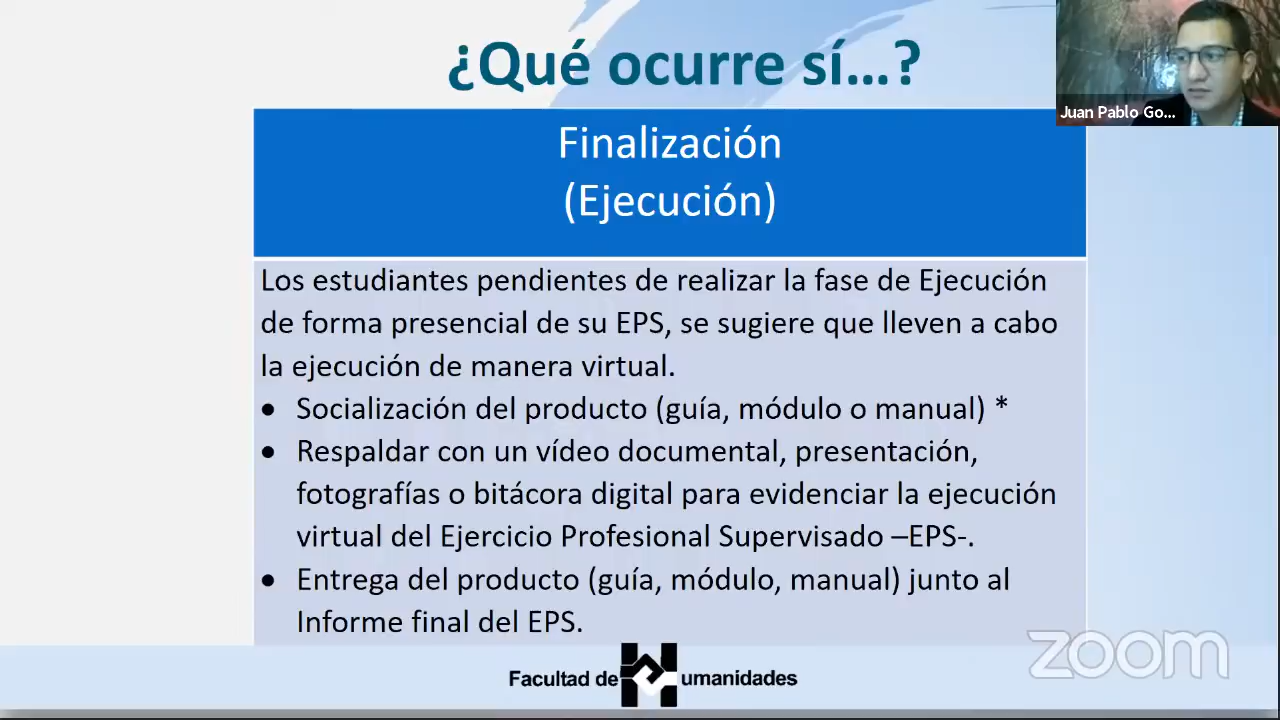 ¿Qué ocurre sí...?
Juan Pablo Go...
Finalización
(Ejecución)
Los estudiantes pendientes de realizar la fase de Ejecución
de forma presencial de su EPS, se sugiere que lleven a cabo
la ejecución de manera virtual.
• Socialización del producto (guía, módulo o manual) *
• Respaldar con un vídeo documental, presentación,
fotografías o bitácora digital para evidenciar la ejecución
virtual del Ejercicio Profesional Supervisado –EPS-.
• Entrega del producto (guía, módulo, manual) junto al
Informe final del EPS.
zoom
Facultad de Humanidades